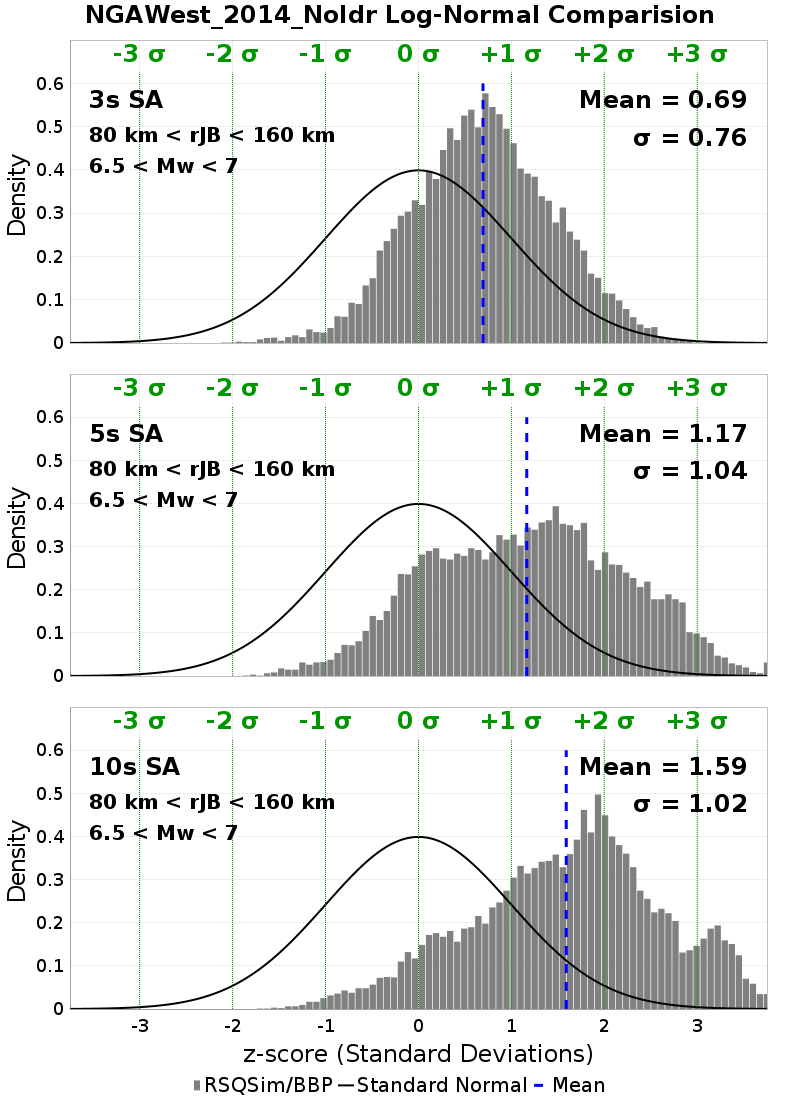 NGAWest_2014_NoIdr Log-Normal Comparision
-3 σ -2 σ -1 σ 0 σ +1 σ +2 σ +3 σ
3s SA
Mean = 0.69
80 km < rJB < 160 km
σ = 0.76
6.5 < Mw < 7
0.6
0.5
0.4
0.3
0.2
0.1
0
Density
-3 σ -2 σ -1 σ 0 σ +1 σ +2 σ +3 σ
5s SA
Mean = 1.17
80 km < rJB < 160 km
σ = 1.04
6.5 < Mw < 7
0.6
0.5
0.4
0.3
0.2
0.1
0
Density
-3 σ -2 σ -1 σ 0 σ +1 σ +2 σ +3 σ
10s SA
Mean = 1.59
80 km < rJB < 160 km
σ = 1.02
6.5 < Mw < 7
0.6
0.5
0.4
0.3
0.2
0.1
0
Density
-3 -2 -1 0 1 2 3
z-score (Standard Deviations)
RSQSim/BBP Standard Normal Mean